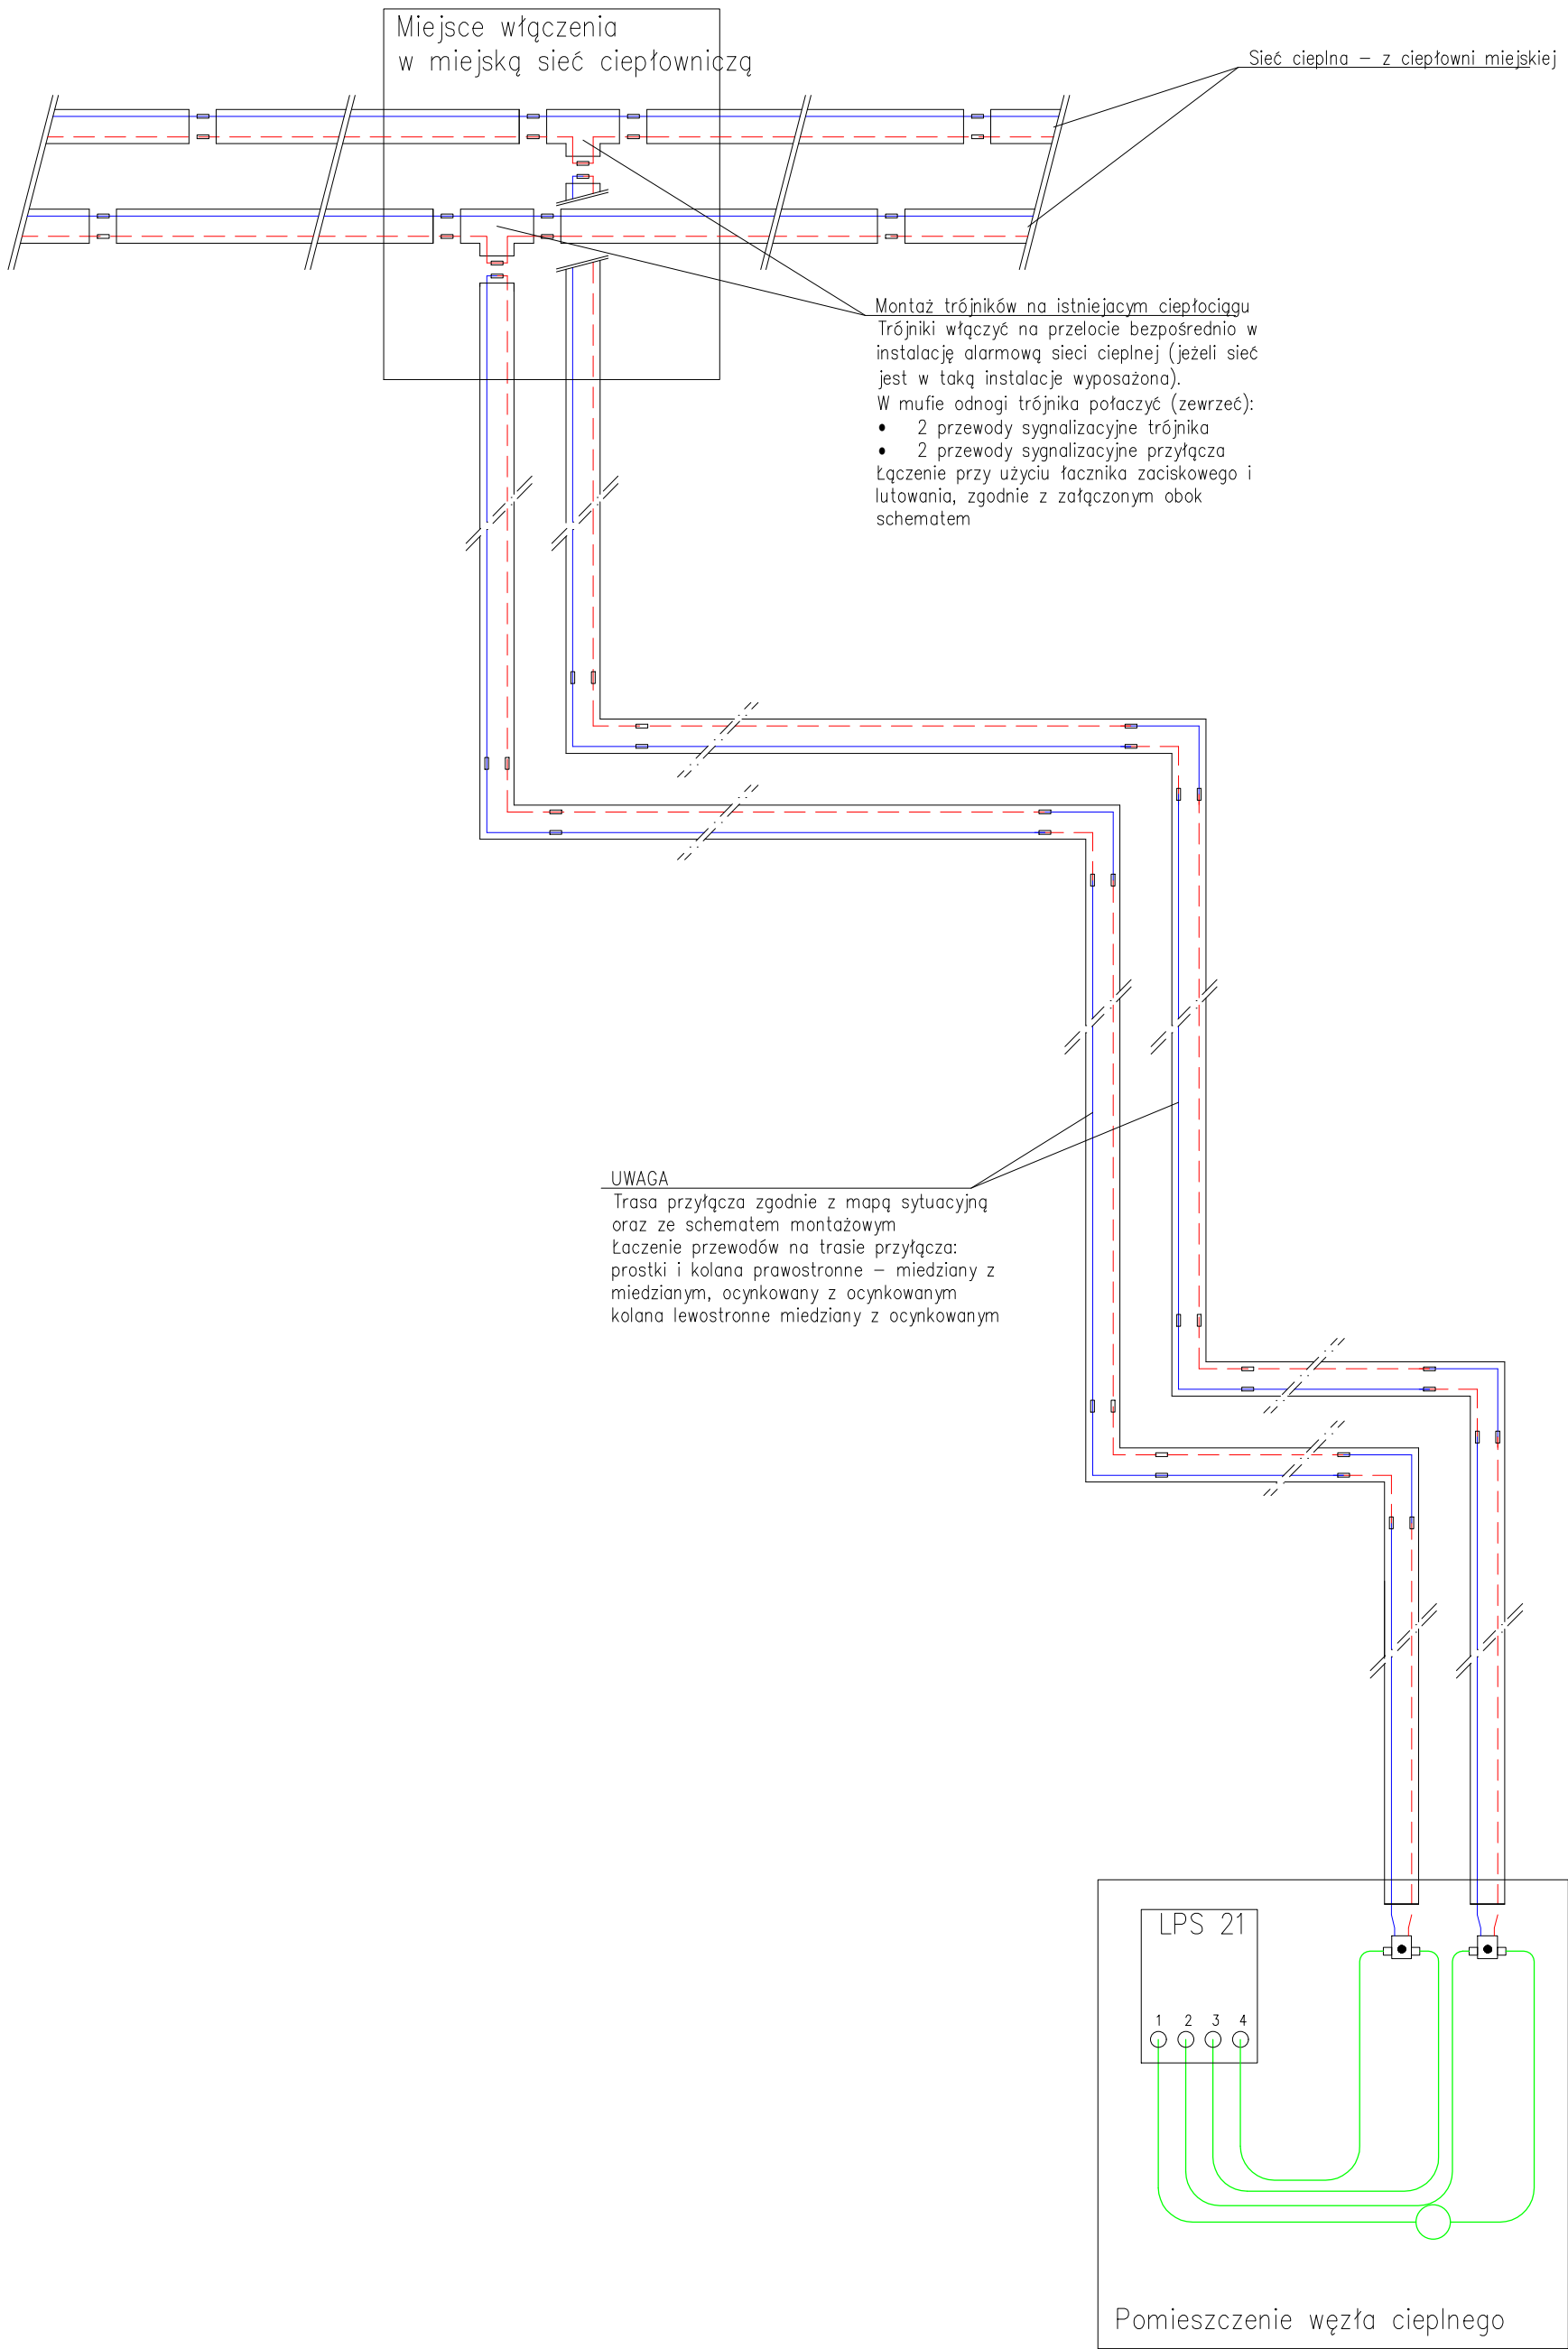 Miejsce włączenia
w miejską sieć ciepłowniczą
Sieć cieplna – z ciepłowni miejskiej
Montaż trójników na istniejacym ciepłociągu
Trójniki włączyć na przelocie bezpośrednio w
instalację alarmową sieci cieplnej (jeżeli sieć
jest w taką instalacje wyposażona).
W mufie odnogi trójnika połaczyć (zewrzeć):
• 2 przewody sygnalizacyjne trójnika
• 2 przewody sygnalizacyjne przyłącza
Łączenie przy użyciu łacznika zaciskowego i
lutowania, zgodnie z załączonym obok
schematem
UWAGA
Trasa przyłącza zgodnie z mapą sytuacyjną
oraz ze schematem montażowym
Łaczenie przewodów na trasie przyłącza:
prostki i kolana prawostronne – miedziany z
miedzianym, ocynkowany z ocynkowanym
kolana lewostronne miedziany z ocynkowanym
LPS 21
1 2 3 4
Pomieszczenie węzła cieplnego